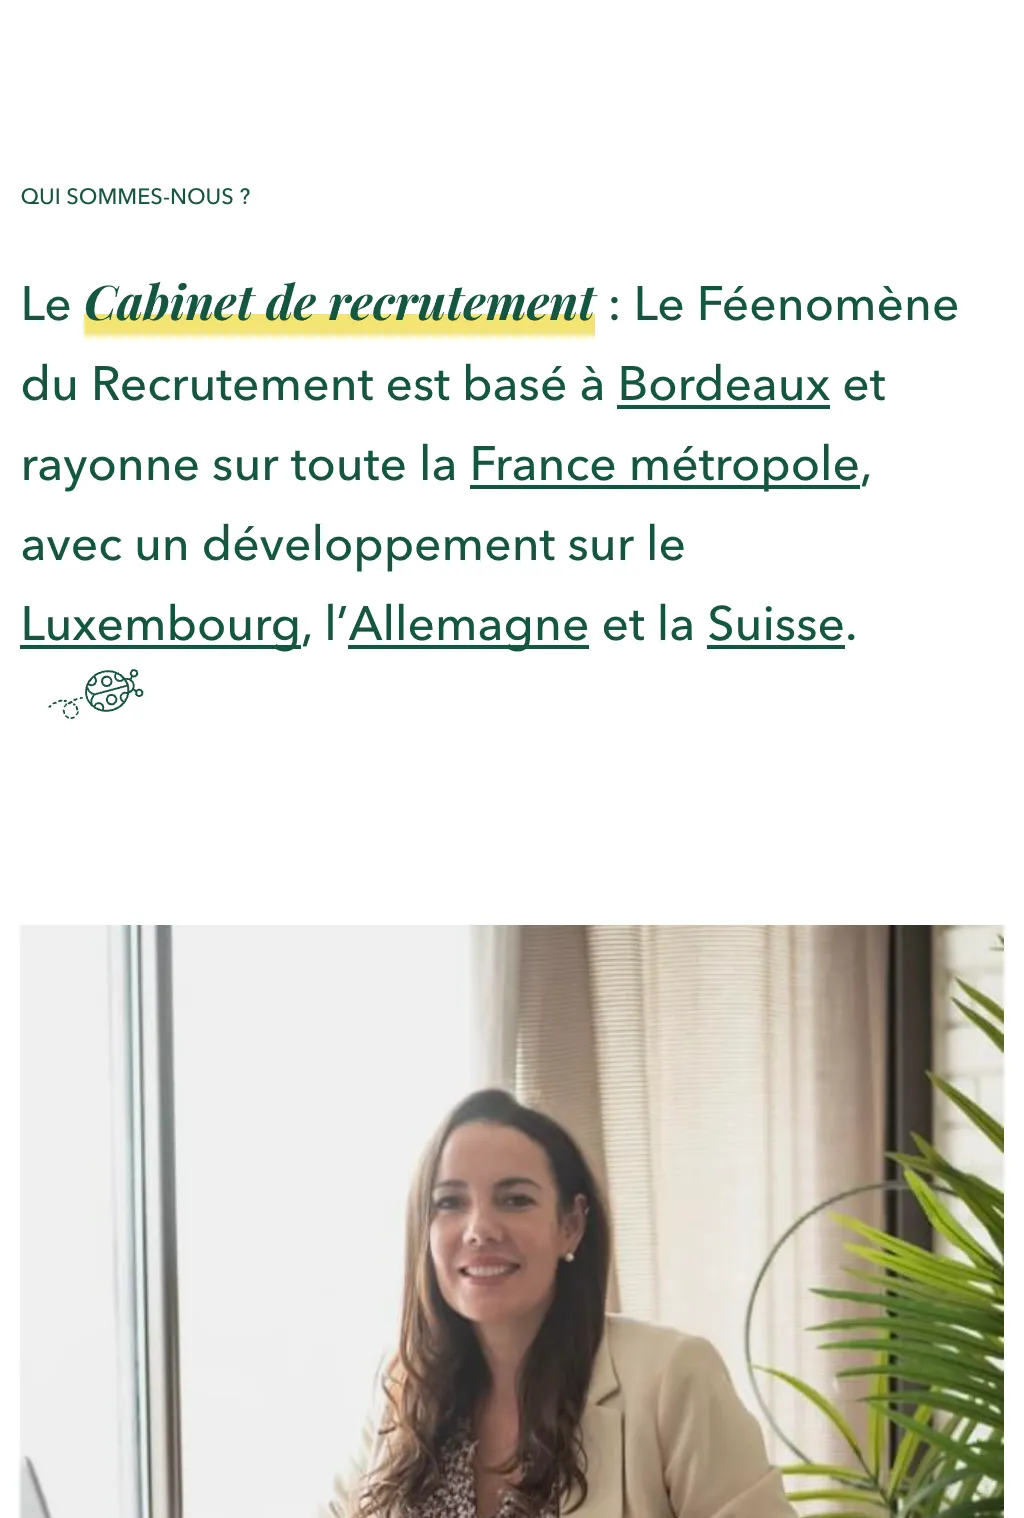 QUI SOMMES-NOUS ?
Le Cabinet de recrutement : Le Féenomène
du Recrutement est basé à Bordeaux et
rayonne sur toute la France métropole,
avec un développement sur le
Luxembourg, l’Allemagne et la Suisse.